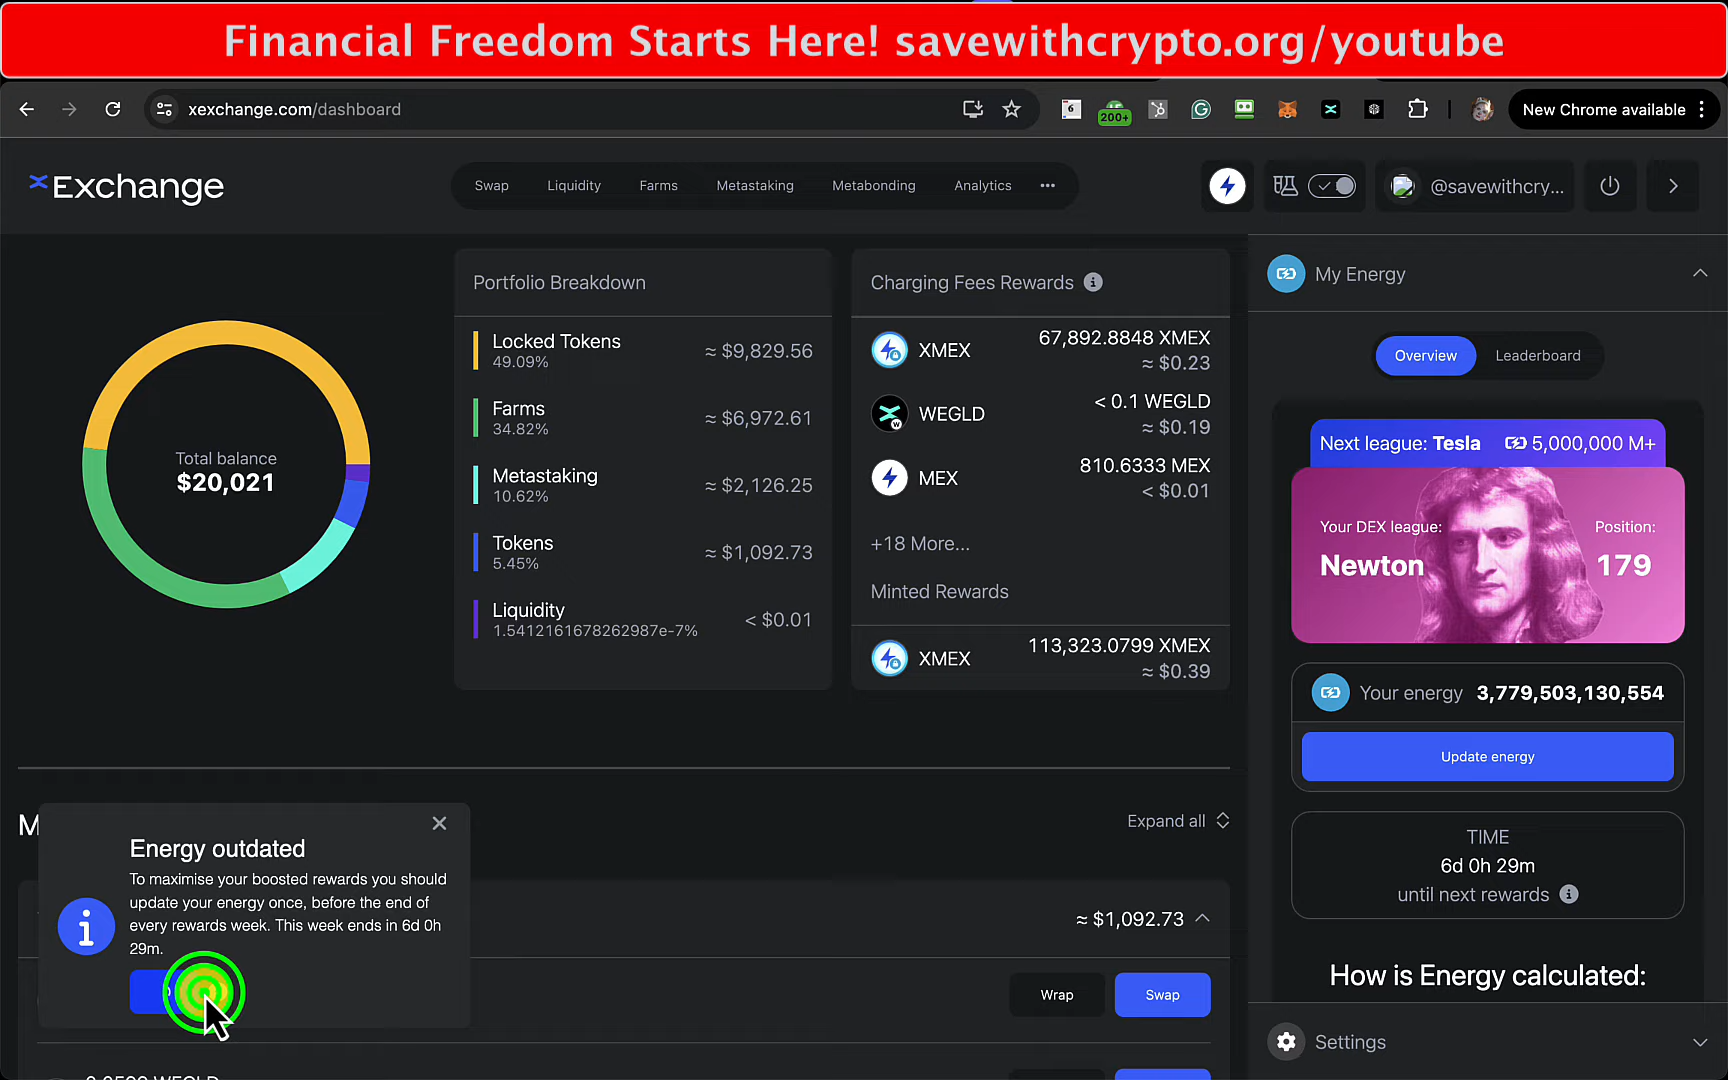 Financial Freedom Starts Here! savewithcrypto.org/youtube
xexchange.com/dashboard
6
200+
New Chrome available
Exchange
Swap
Liquidity
Farms
Metastaking
Metabonding
Analytics
@savewithcry...
Total balance
$20,021
Portfolio Breakdown
Locked Tokens
≈ $9,829.56
49.09%
Farms
≈ $6,972.61
34.82%
Metastaking
≈ $2,126.25
10.62%
Tokens
≈ $1,092.73
5.45%
Liquidity
< $0.01
1.5412161678262987e-7%
Charging Fees Rewards
XMEX
67,892.8848 XMEX
≈ $0.23
WEGLD
< 0.1 WEGLD
≈ $0.19
MEX
810.6333 MEX
< $0.01
+18 More...
Minted Rewards
XMEX
113,323.0799 XMEX
≈ $0.39
My Energy
Overview
Leaderboard
Next league: Tesla 5,000,000 M+
Your DEX league:
Position:
Newton
179
Your energy 3,779,503,130,554
Update energy
TIME
6d 0h 29m
until next rewards
How is Energy calculated:
Settings
M
Expand all
Energy outdated
To maximise your boosted rewards you should
update your energy once, before the end of
every rewards week. This week ends in 6d 0h
29m.
≈ $1,092.73
Wrap
Swap